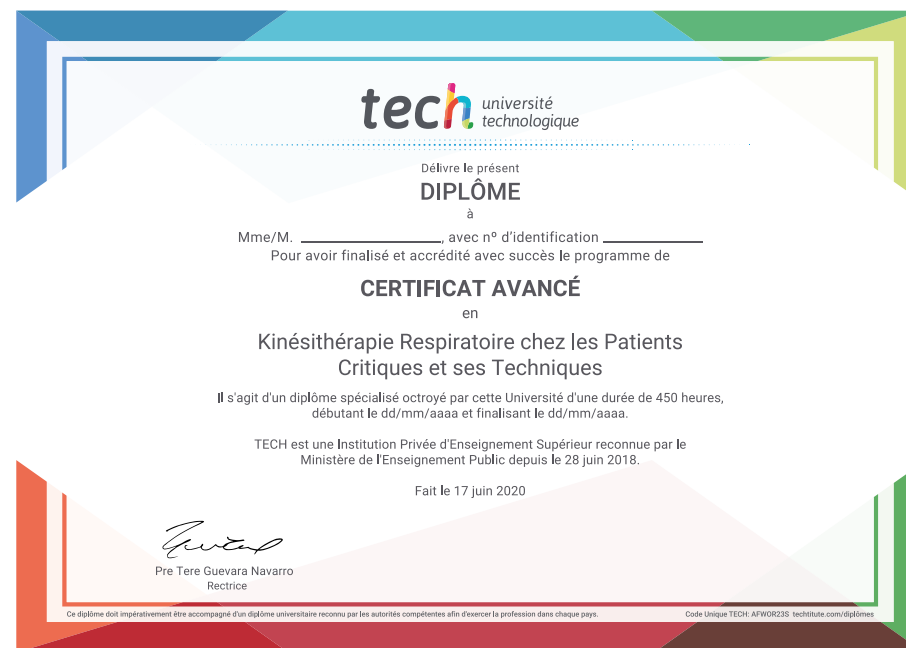 tech université
technologique
Délivre le présent
DIPLÔME
à
Mme/M. ____________________, avec nº d'identification ______________
Pour avoir finalisé et accrédité avec succès le programme de
CERTIFICAT AVANCÉ
en
Kinésithérapie Respiratoire chez les Patients
Critiques et ses Techniques
Il s'agit d'un diplôme spécialisé octroyé par cette Université d'une durée de 450 heures,
débutant le dd/mm/aaaa et finalisant le dd/mm/aaaa.
TECH est une Institution Privée d'Enseignement Supérieur reconnue par le
Ministère de l'Enseignement Public depuis le 28 juin 2018.
Fait le 17 juin 2020
Pre Tere Guevara Navarro
Rectrice
Ce diplôme doit impérativement être accompagné d'un diplôme universitaire reconnu par les autorités compétentes afin d'exercer la profession dans chaque pays.
Code Unique TECH: AFWOR23S techtitute.com/diplômes